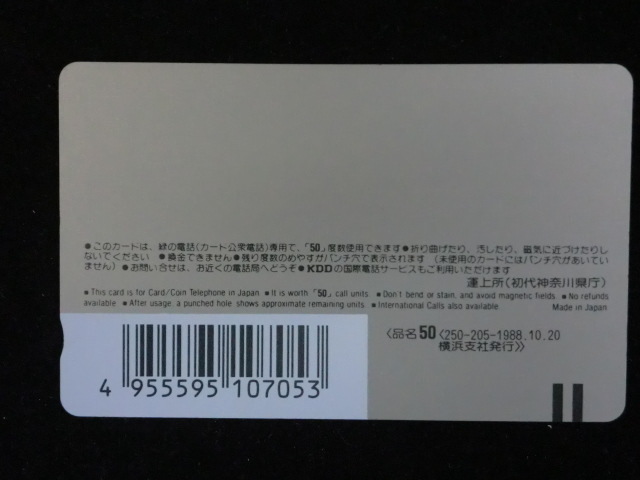 ●このカードは、緑の電話(カード公衆電話)専用で、「50」度数使用できます●折り曲げたり、汚したり、磁気に近づけたりし
ないでください ●換金できません●残り度数のめやすがパンチ穴で表示されます (未使用のカードにはパンチ穴があいてい
ません) ●お問い合せは、お近くの電話局へどうぞ ●KDDの国際電話サービスもご利用いただけます
運上所(初代神奈川県庁)
■ This card is for Card/Coin Telephone in Japan ■ It is worth 「50」 call units ■ Don't bend or stain, and avoid magnetic fields. ■ No refunds
available ■ After usage, a punched hole shows approximate remaining units ■ International Calls also available. Made in Japan
〈品名50〈250-205-1988.10.20
横浜支社発行〉〉
4 955595 107053